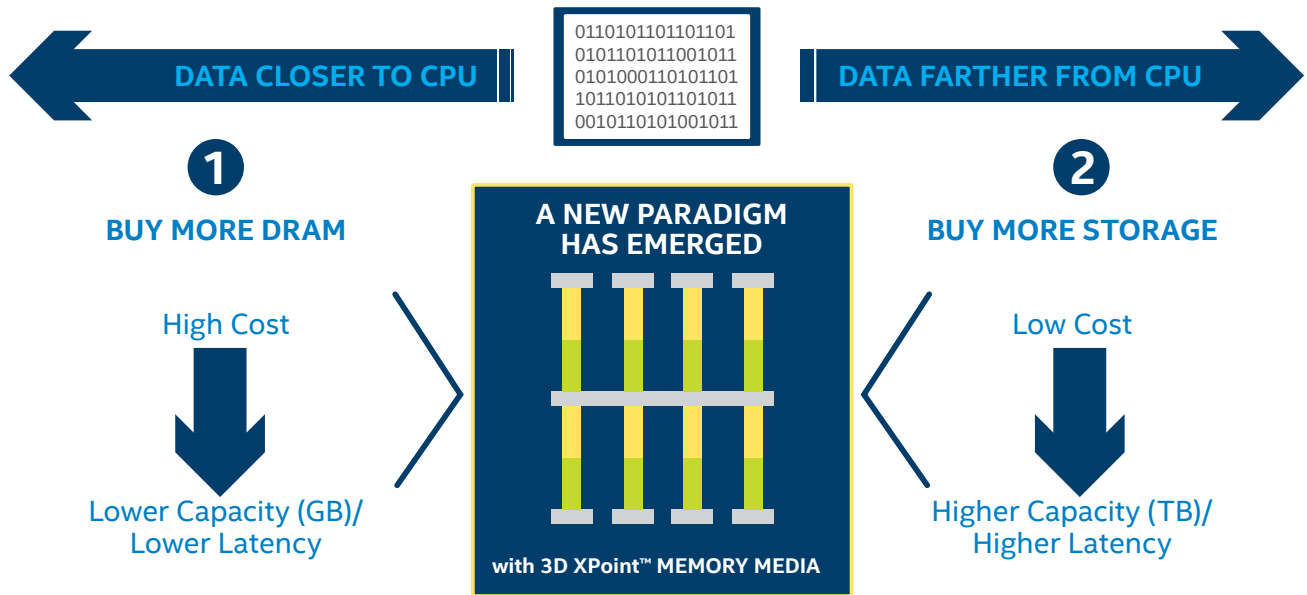 DATA CLOSER TO CPU
0110101101101101
0101101011001011
0101000110101101
1011010101101011
0010110101001011
DATA FARTHER FROM CPU
1
BUY MORE DRAM
High Cost
Lower Capacity (GB)/
Lower Latency
A NEW PARADIGM
HAS EMERGED
with 3D XPoint™ MEMORY MEDIA
2
BUY MORE STORAGE
Low Cost
Higher Capacity (TB)/
Higher Latency